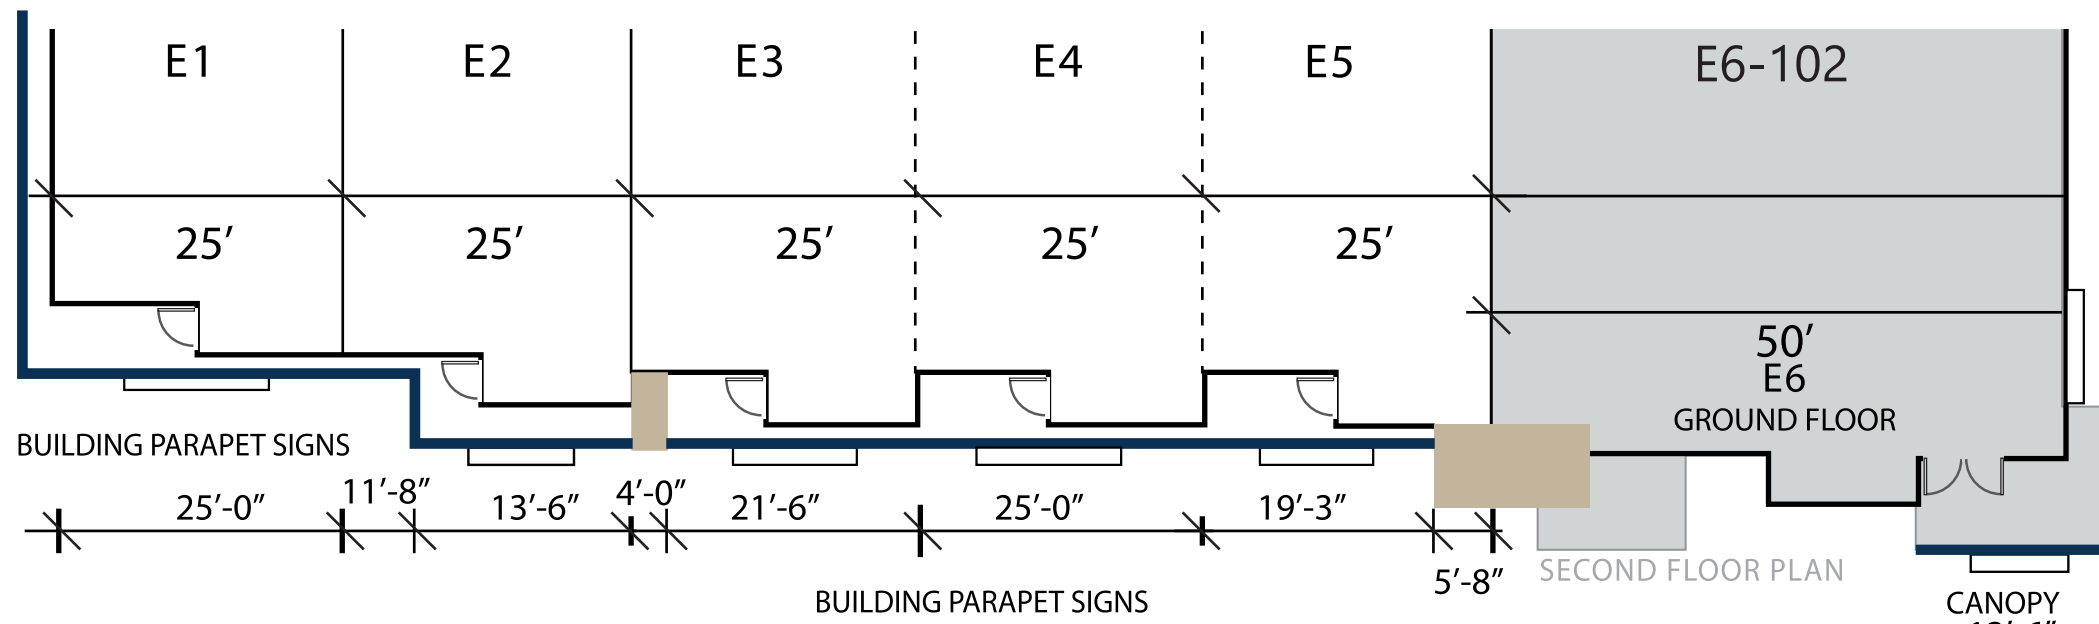 E1 E2 E3 E4 E5 E6-102
25′ 25′ 25′ 25′ 25′
50′
E6
GROUND FLOOR
BUILDING PARAPET SIGNS
25′-0″ 11′-8″ 13′-6″ 4′-0″ 21′-6″ 25′-0″ 19′-3″
5′-8″
SECOND FLOOR PLAN
BUILDING PARAPET SIGNS
CANOPY